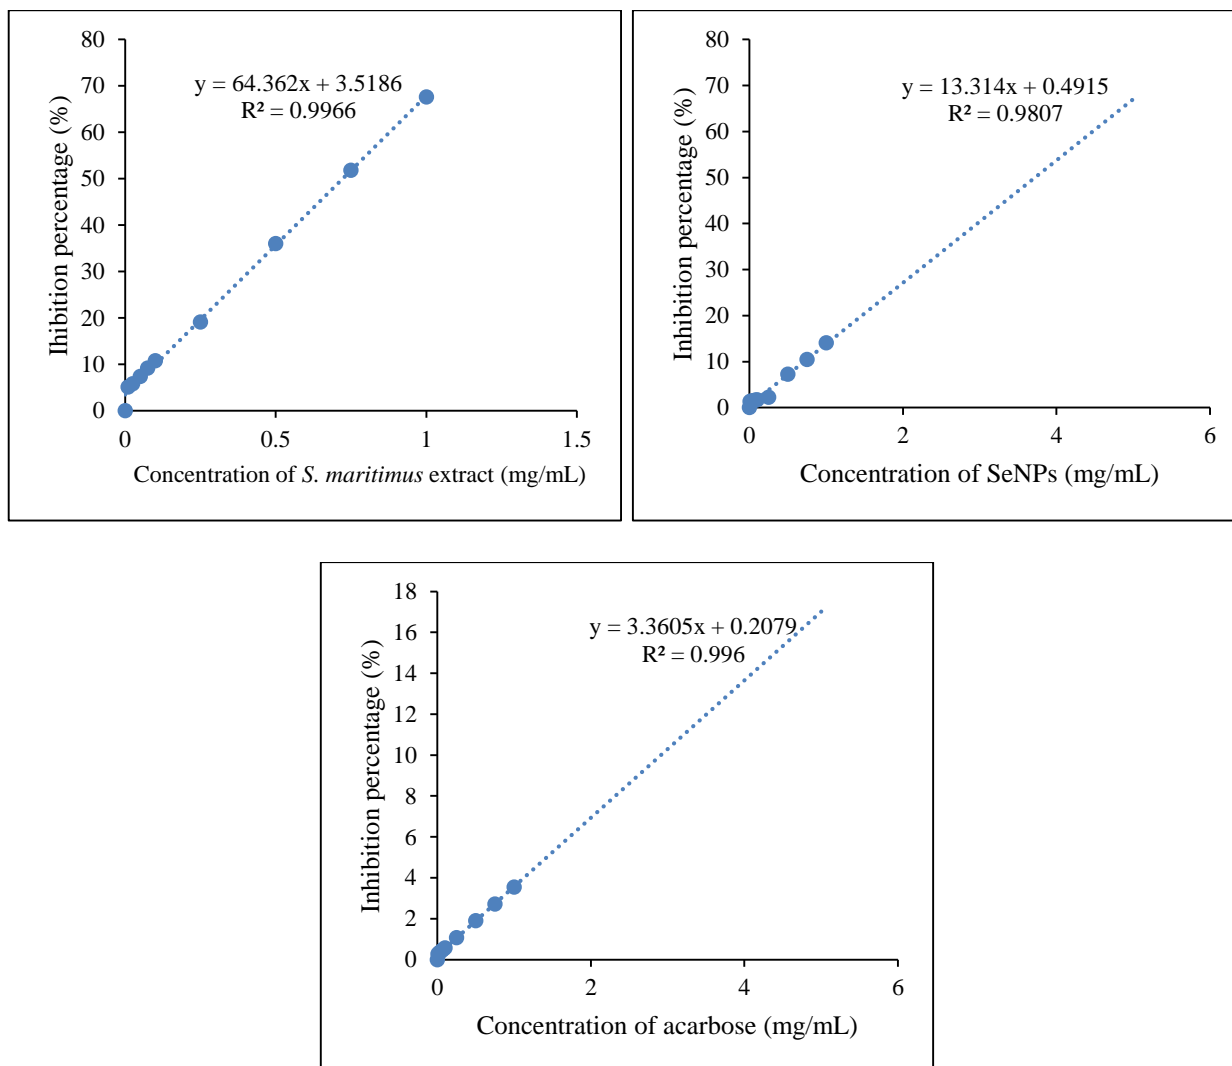 80
70
60
50
40
30
20
10
0
Ihibition percentage (%)
y = 64.362x + 3.5186
R² = 0.9966
0 0.5 1 1.5
Concentration of S. maritimus extract (mg/mL)
80
70
60
50
40
30
20
10
0
Inhibition percentage (%)
y = 13.314x + 0.4915
R² = 0.9807
0 2 4 6
Concentration of SeNPs (mg/mL)
18
16
14
12
10
8
6
4
2
0
Inhibition percentage (%)
y = 3.3605x + 0.2079
R² = 0.996
0 2 4 6
Concentration of acarbose (mg/mL)